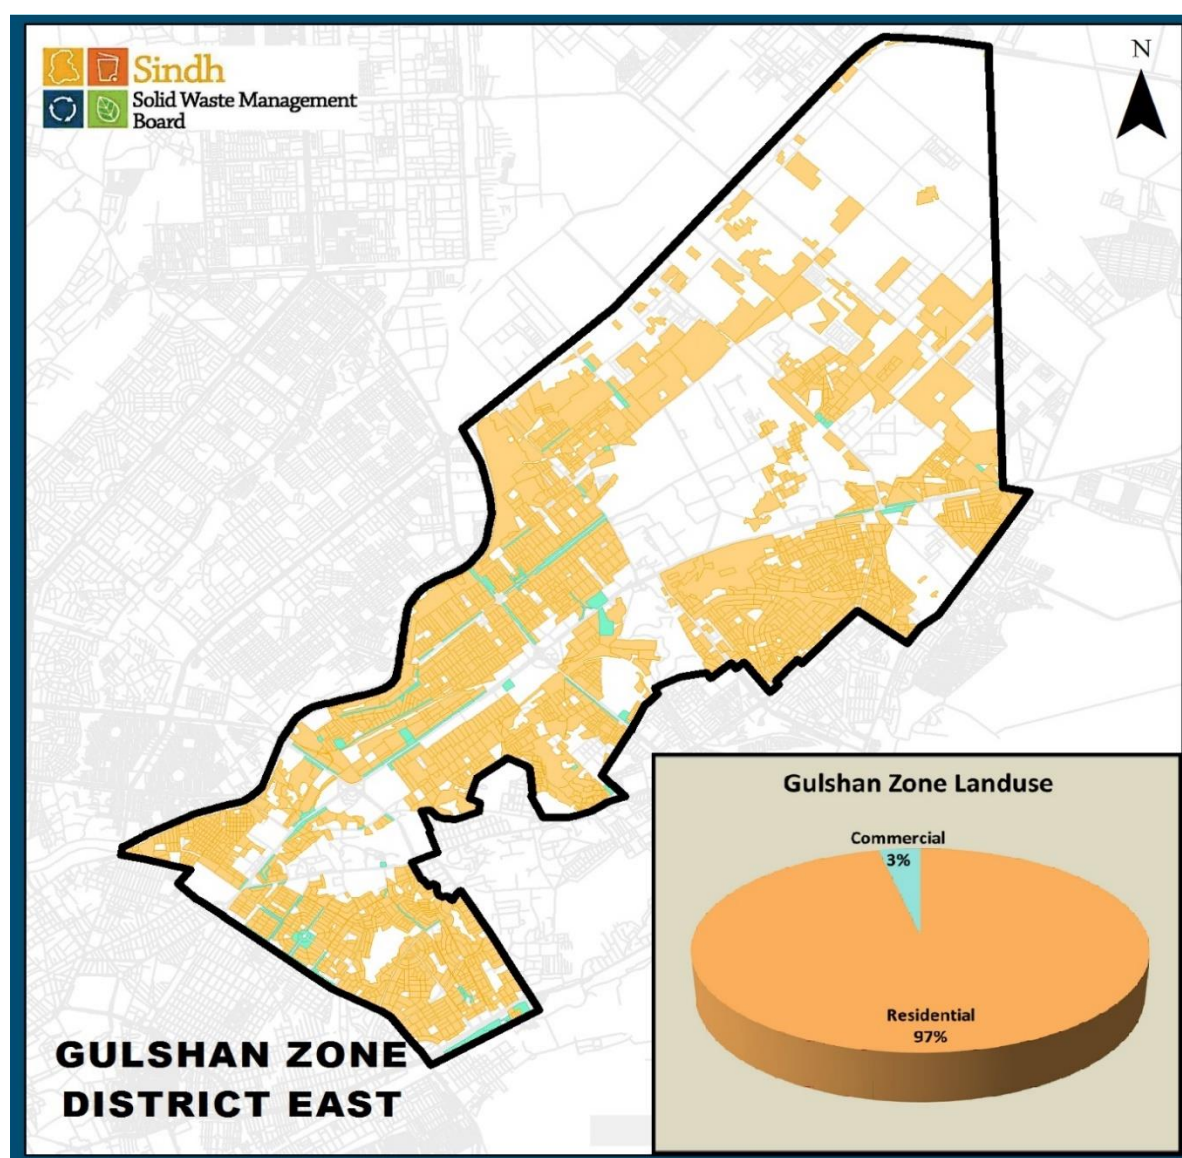 Sindh
Solid Waste Management
Board
N
Gulshan Zone Landuse
Commercial
3%
Residential
97%
GULSHAN ZONE
DISTRICT EAST